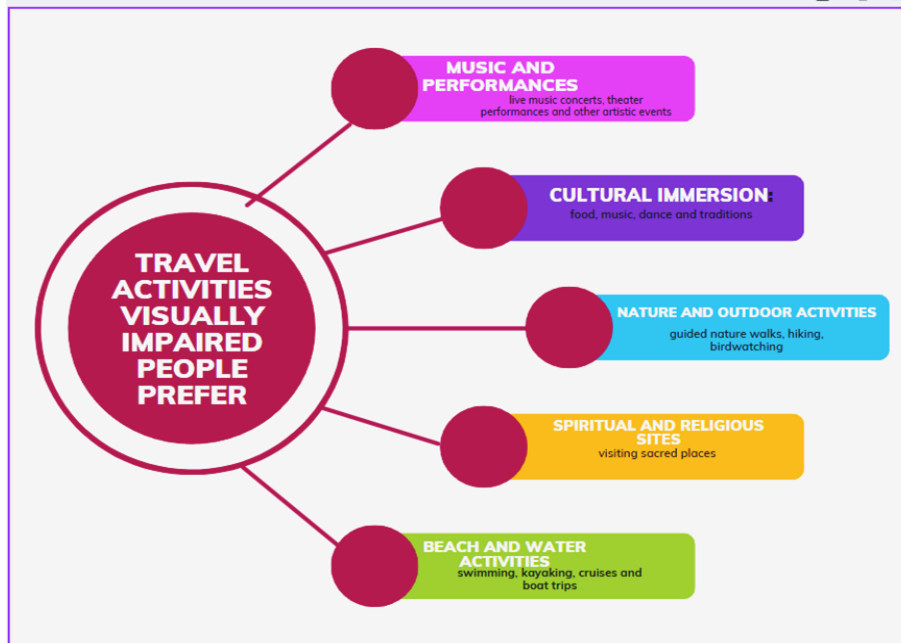 TRAVEL
ACTIVITIES
VISUALLY
IMPAIRED
PEOPLE
PREFER
MUSIC AND
PERFORMANCES
live music concerts, theater
performances and other artistic events
CULTURAL IMMERSION:
food, music, dance and traditions
NATURE AND OUTDOOR ACTIVITIES
guided nature walks, hiking,
birdwatching
SPIRITUAL AND RELIGIOUS
SITES
visiting sacred places
BEACH AND WATER
ACTIVITIES
swimming, kayaking, cruises and
boat trips